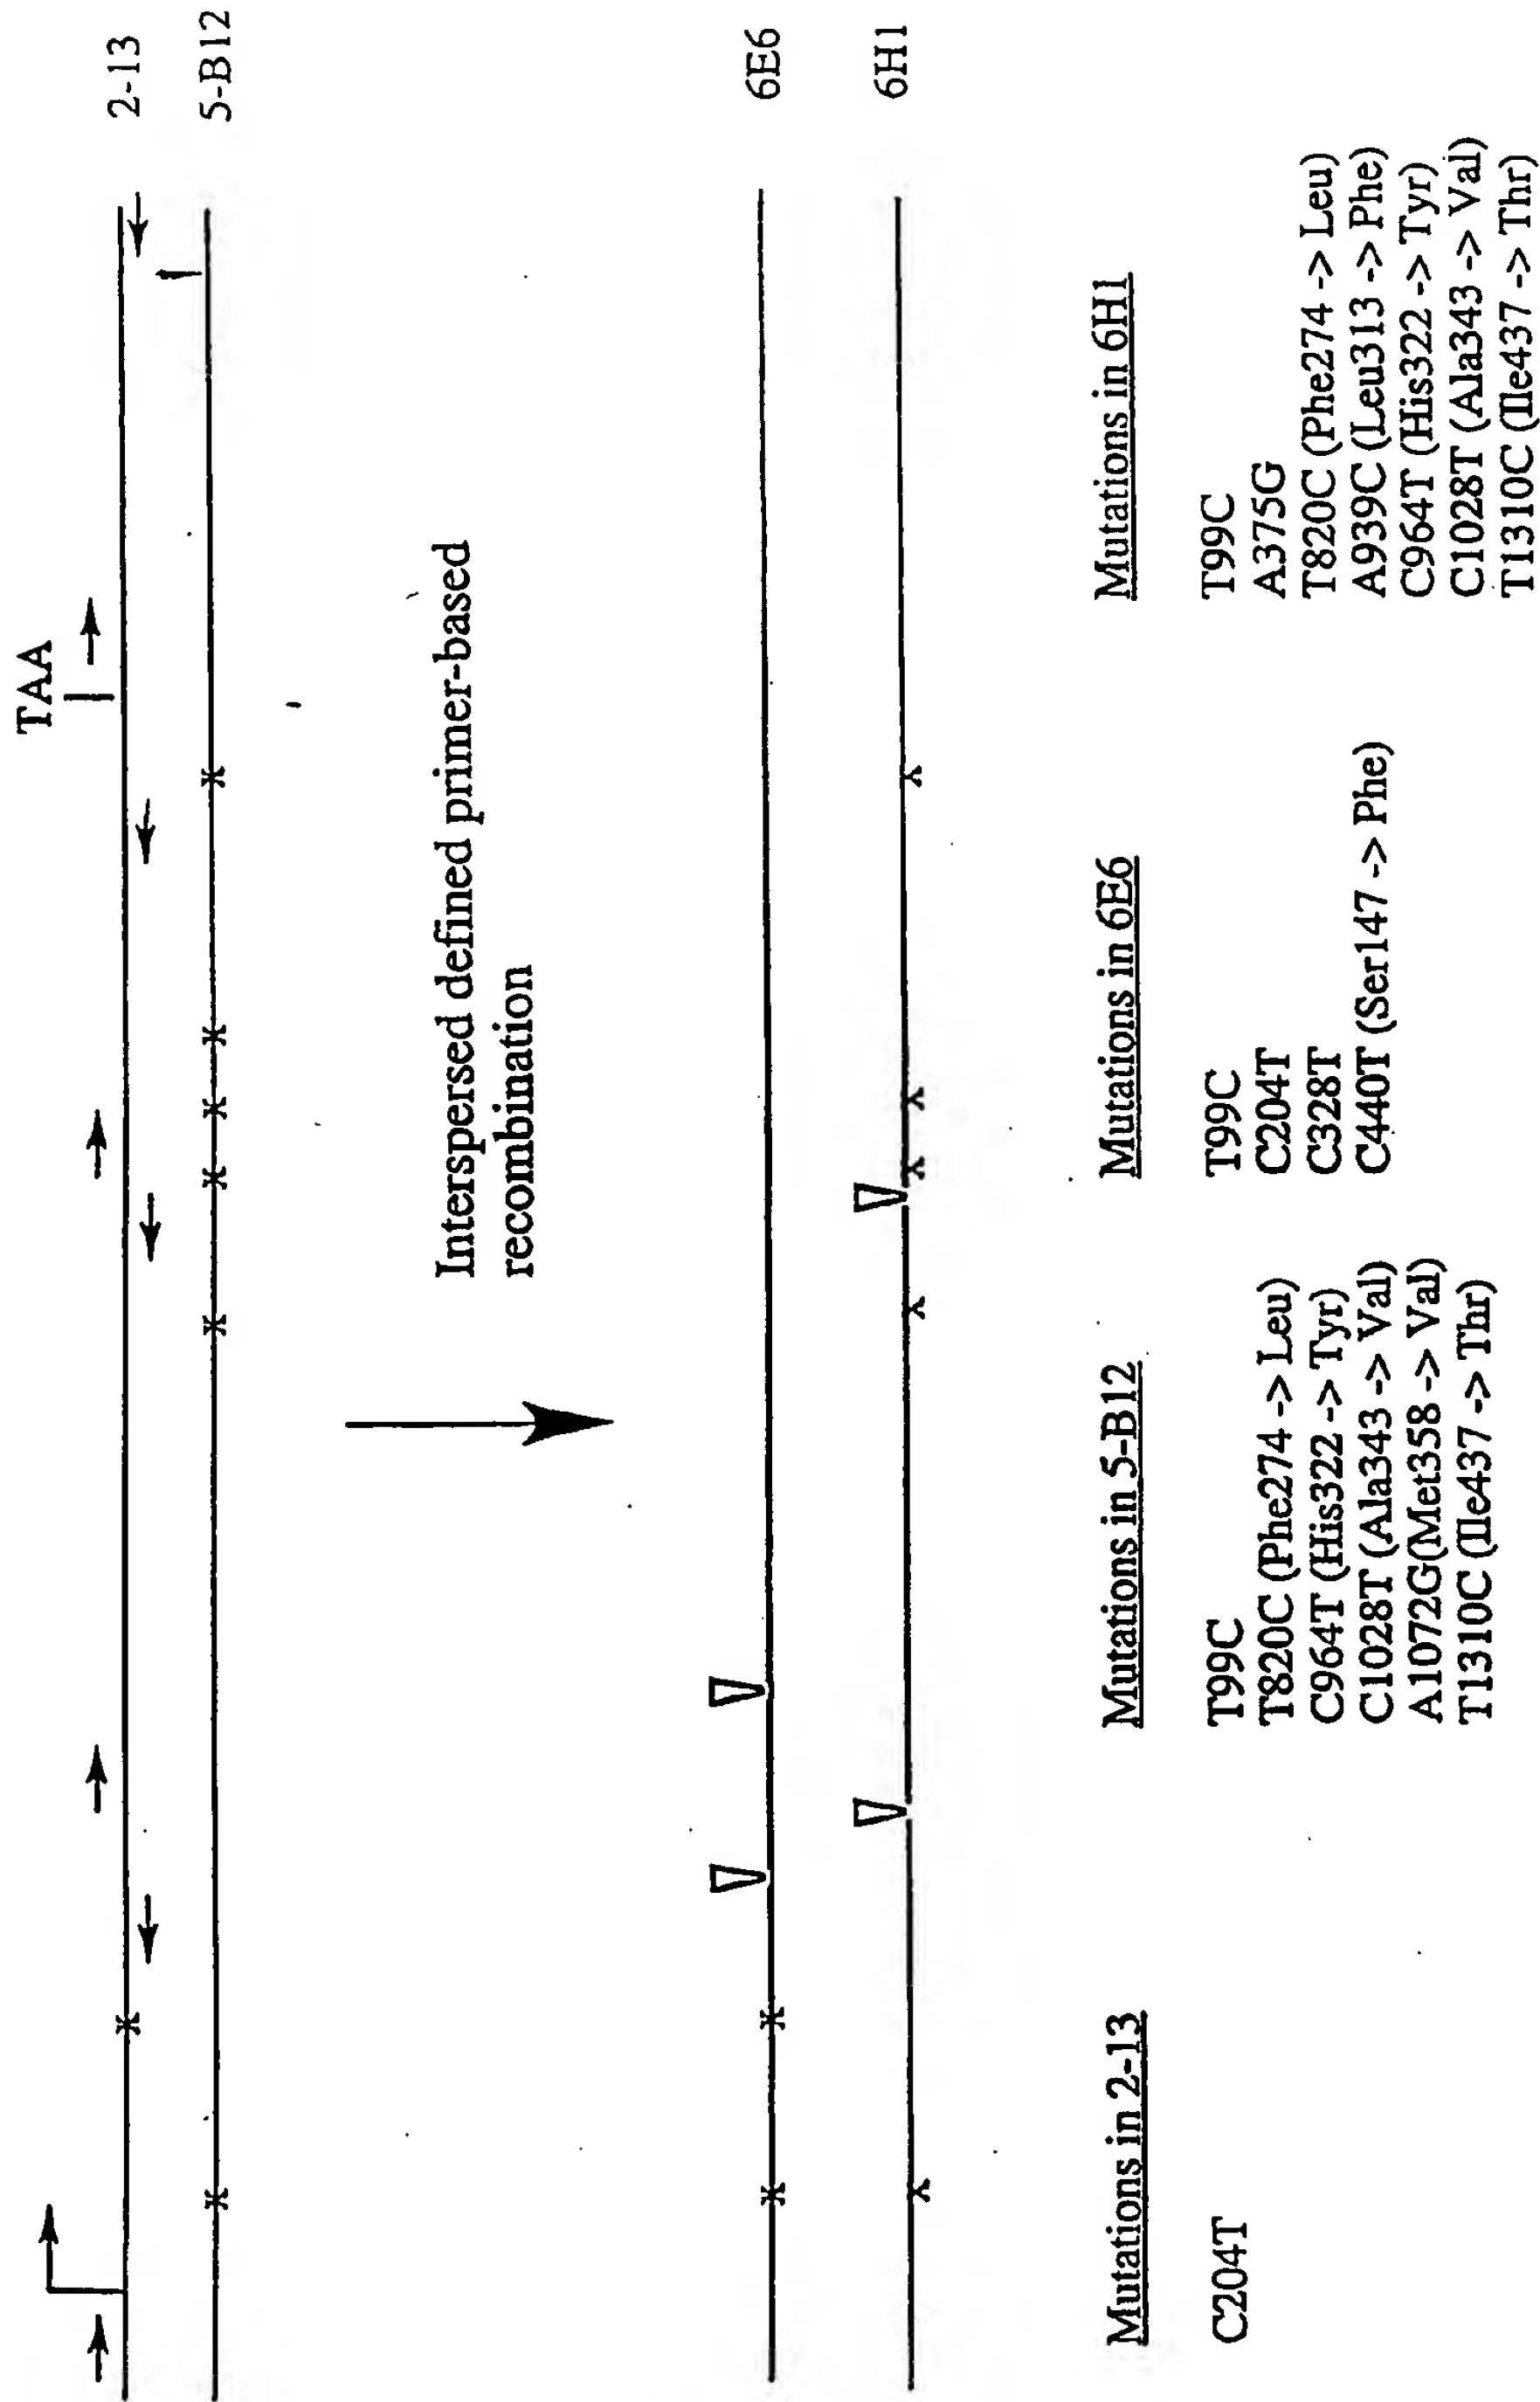 TAA
2-13
5-B12
Interspersed defined primer-based
recombination
6E6
6H1
Mutations in 2-13
C204T
Mutations in 5-B12
T99C
T820C (Phe274 -> Leu)
C964T (His322 -> Tyr)
C1028T (Ala343 -> Val)
A1072G(Met358 -> Val)
T1310C (Ile437 -> Thr)
Mutations in 6E6
T99C
C204T
C328T
C440T (Ser147 -> Phe)
Mutations in 6H1
T99C
A375G
T820C (Phe274 -> Leu)
A939C (Leu313 -> Phe)
C964T (His322 -> Tyr)
C1028T (Ala343 -> Val)
T1310C (Ile437 -> Thr)